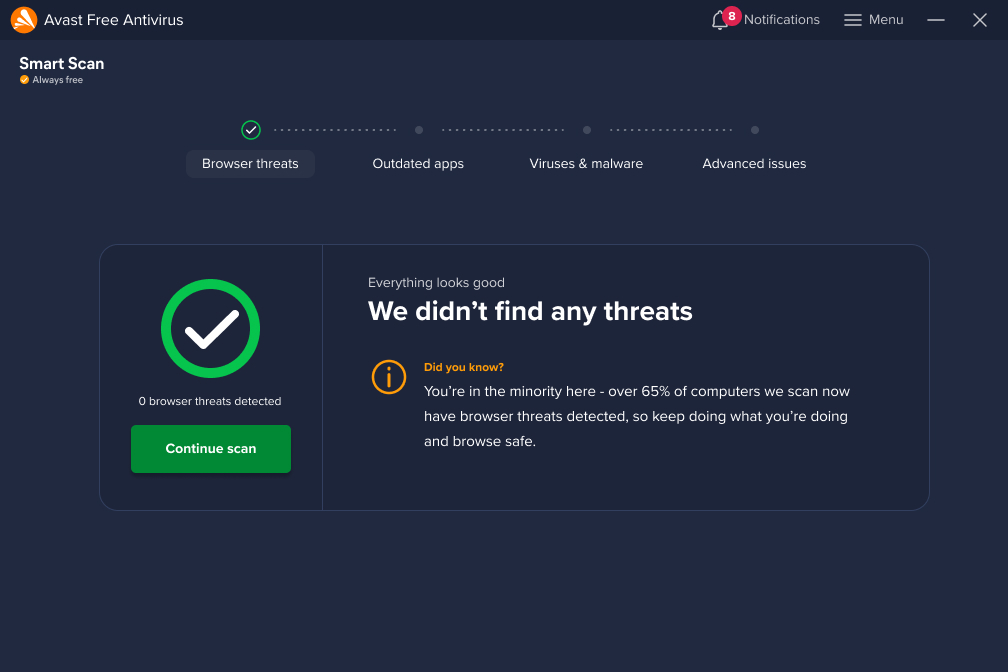 Avast Free Antivirus
8 Notifications
Menu
Smart Scan
Always free
Browser threats
Outdated apps
Viruses & malware
Advanced issues
0 browser threats detected
Continue scan
Everything looks good
We didn’t find any threats
Did you know?
You’re in the minority here - over 65% of computers we scan now
have browser threats detected, so keep doing what you’re doing
and browse safe.